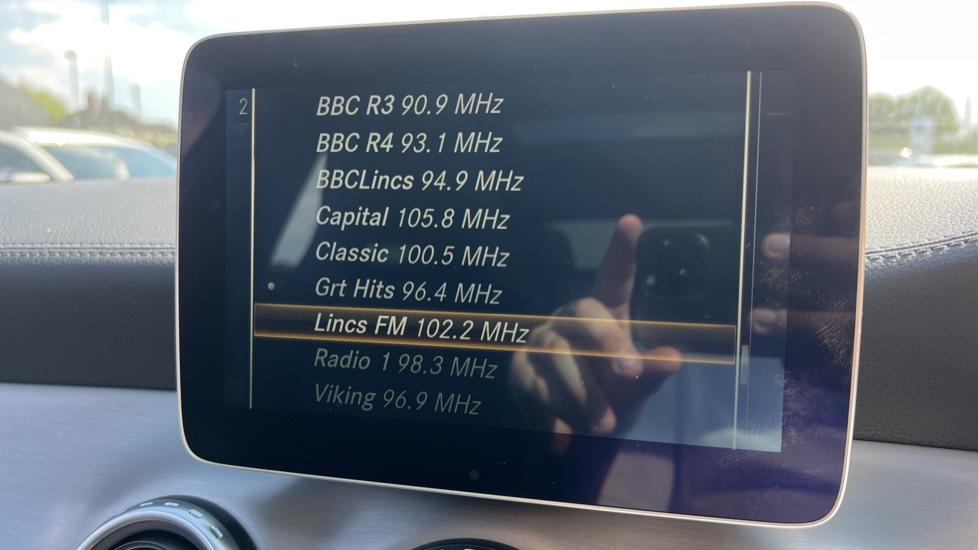 2
BBC R3 90.9 MHz
BBC R4 93.1 MHz
BBCLincs 94.9 MHz
Capital 105.8 MHz
Classic 100.5 MHz
Grt Hits 96.4 MHz
Lincs FM 102.2 MHz
Radio 1 98.3 MHz
Viking 96.9 MHz